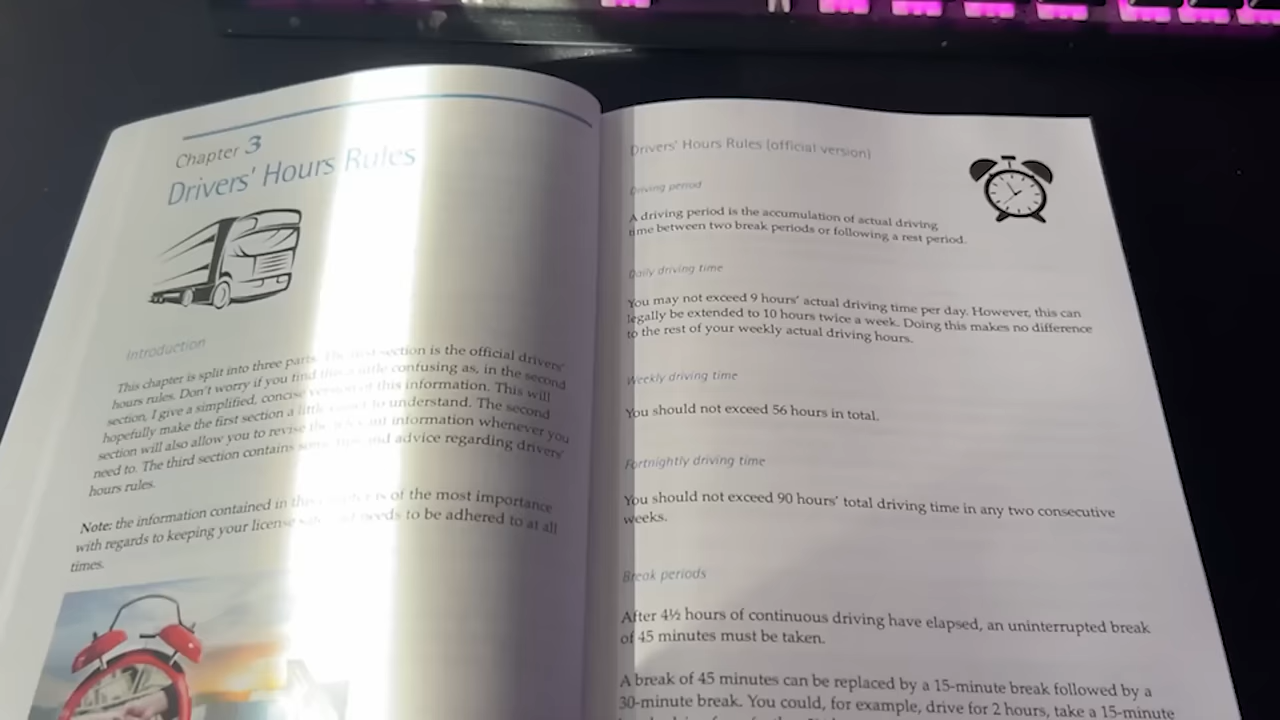 Chapter 3
Drivers' Hours Rules
Introduction
This chapter is split into three parts. The first section is the official drivers'
hours rules. Don't worry if you find this a little confusing as, in the second
section, I give a simplified, concise version of this information. This will
hopefully make the first section a little easier to understand. The second
section will also allow you to revise the information whenever you
need to. The third section contains some and advice regarding drivers'
hours rules.
Note: the information contained in this chapter is of the most importance
with regards to keeping your license safe and needs to be adhered to at all
times.
Drivers' Hours Rules (official version)
Driving period
A driving period is the accumulation of actual driving
time between two break periods or following a rest period.
Daily driving time
You may not exceed 9 hours' actual driving time per day. However, this can
legally be extended to 10 hours twice a week. Doing this makes no difference
to the rest of your weekly actual driving hours.
Weekly driving time
You should not exceed 56 hours in total.
Fortnightly driving time
You should not exceed 90 hours' total driving time in any two consecutive
weeks.
Break periods
After 4½ hours of continuous driving have elapsed, an uninterrupted break
of 45 minutes must be taken.
A break of 45 minutes can be replaced by a 15-minute break followed by a
30-minute break. You could, for example, drive for 2 hours, take a 15-minute